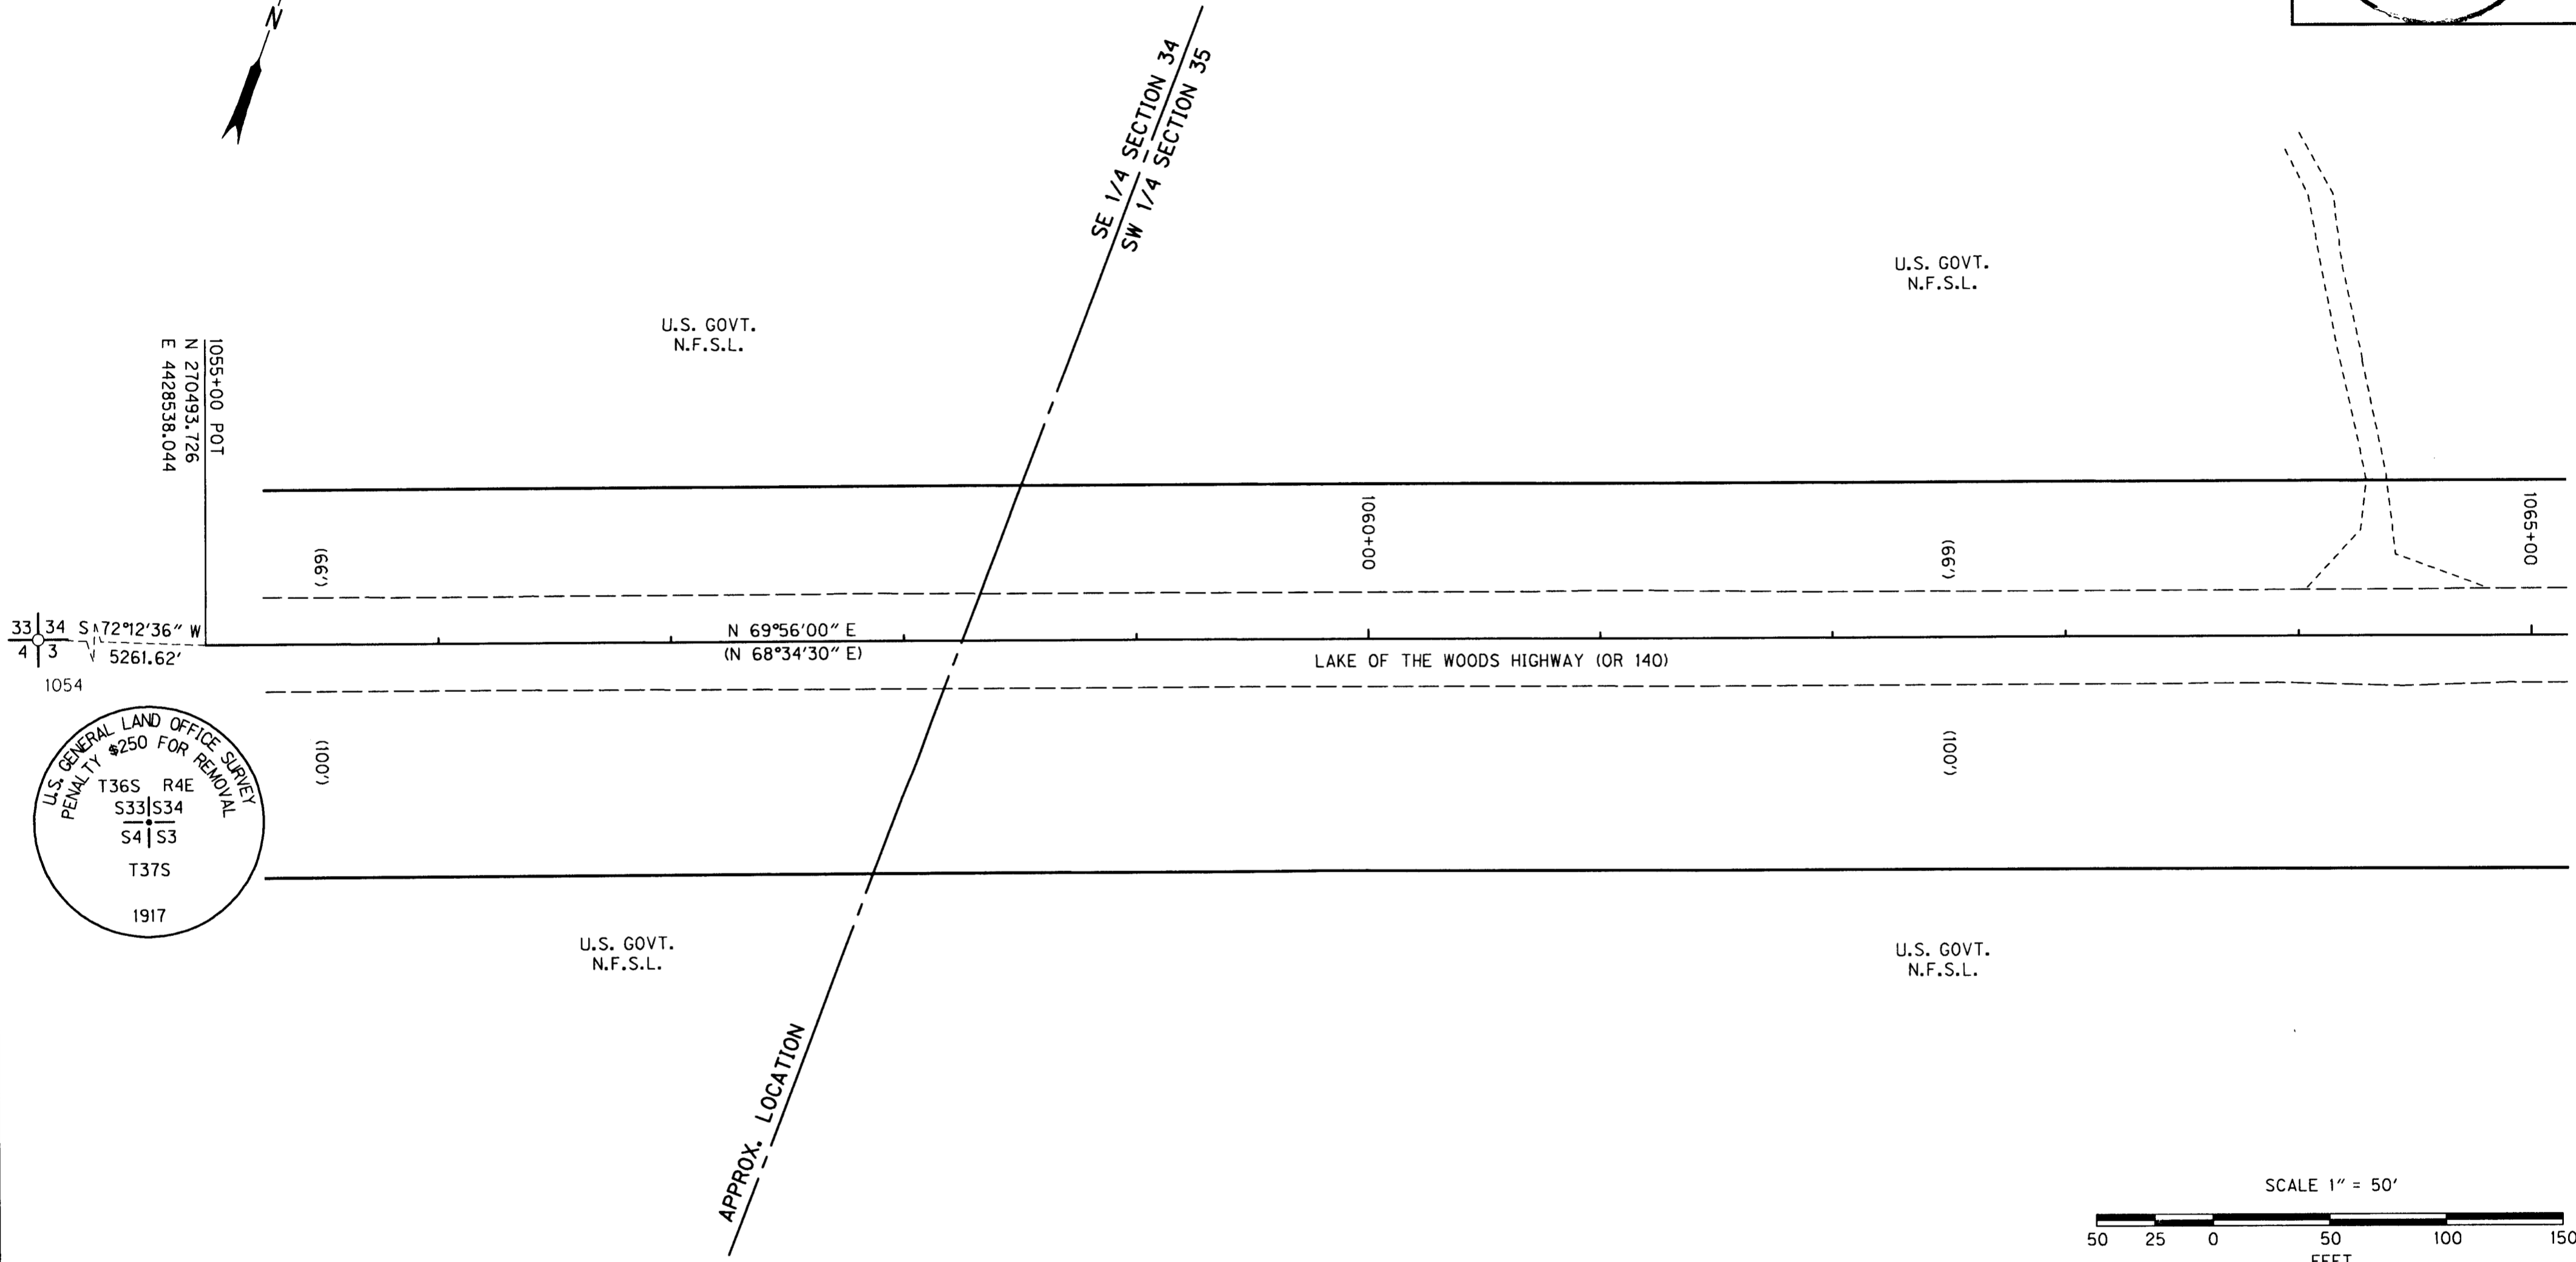 N
SE 1/4 SECTION 34
SW 1/4 SECTION 35
U.S. GOVT.
N.F.S.L.
U.S. GOVT.
N.F.S.L.
1055+00 POT
N 270493.726
E 4428538.044
1060+00
1065+00
(66')
(66')
33 34
4 3
S 72°12'36" W
5261.62'
1054
N 69°56'00" E
(N 68°34'30" E)
LAKE OF THE WOODS HIGHWAY (OR 140)
(100')
(100')
U.S. GENERAL LAND OFFICE SURVEY
PENALTY $250 FOR REMOVAL
T36S R4E
S33 S34
S4 S3
T37S
1917
U.S. GOVT.
N.F.S.L.
U.S. GOVT.
N.F.S.L.
APPROX. LOCATION
SCALE 1" = 50'
50 25 0 50 100 150
FEET